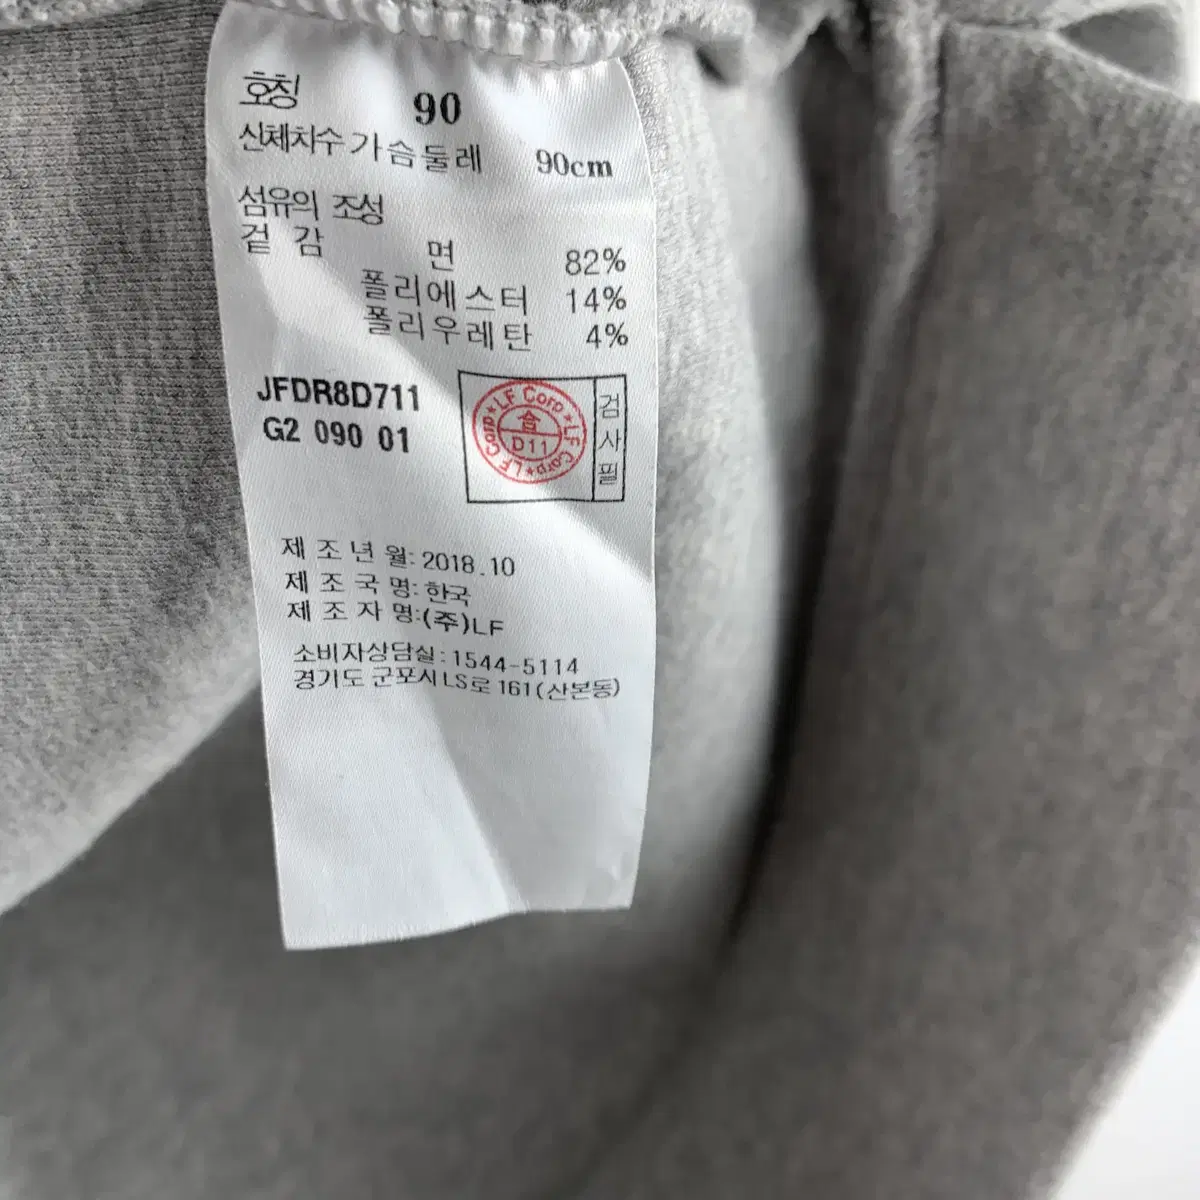 호칭 90
신체치수 가슴둘레 90cm
섬유의 조성
겉 감 면 82%
폴리에스터 14%
폴리우레탄 4%
JFDR8D711
G2 090 01
★LF Corp★LF Corp★LF Corp
合
D11
검사필
제 조 년 월: 2018.10
제 조 국 명: 한국
제 조 자 명:(주)LF
소비자상담실:1544-5114
경기도 군포시 LS로 161(산본동)